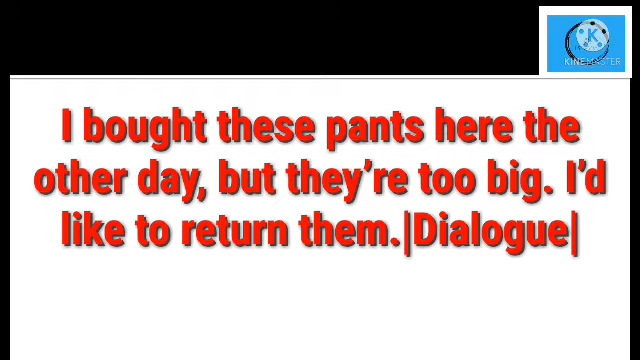 K
KINEMASTER
I bought these pants here the
other day, but they’re too big. I’d
like to return them.|Dialogue|